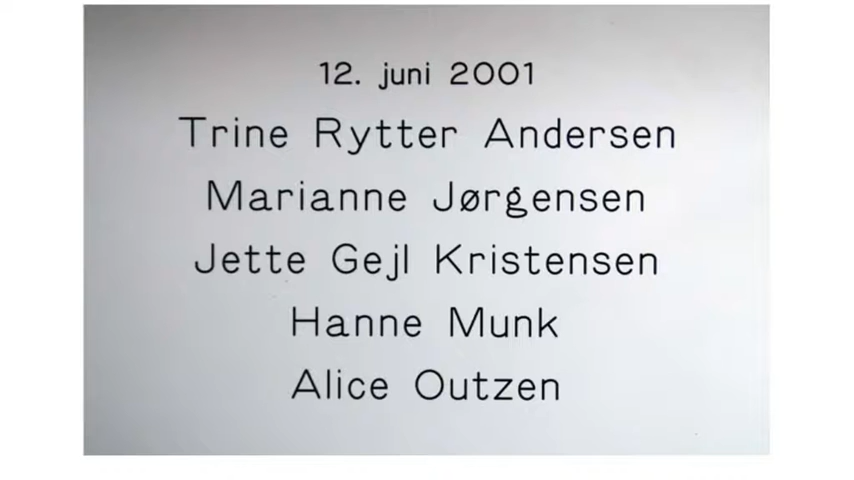 12. juni 2001
Trine Rytter Andersen
Marianne Jørgensen
Jette Gejl Kristensen
Hanne Munk
Alice Outzen